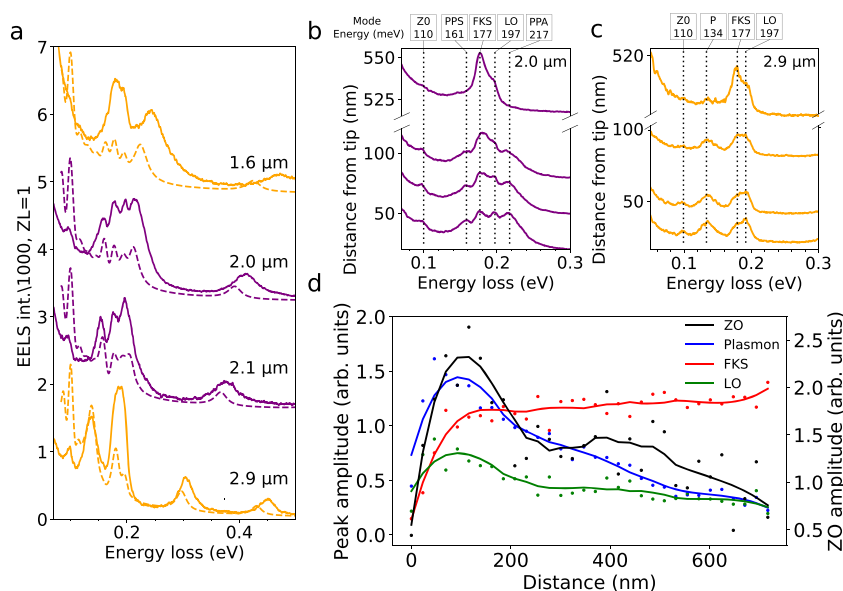 a
7
6
5
4
3
2
1
0
EELS int.\1000, ZL=1
1.6 μm
2.0 μm
2.1 μm
2.9 μm
0.2
0.4
Energy loss (eV)
b
Mode
Energy (meV)
Z0
110
PPS
161
FKS
177
LO
197
PPA
217
2.0 μm
550
525
100
50
Distance from tip (nm)
0.1
0.2
0.3
Energy loss (eV)
c
Z0
110
P
134
FKS
177
LO
197
2.9 μm
520
100
50
Distance from tip (nm)
0.1
0.2
0.3
Energy loss (eV)
d
2.0
1.5
1.0
0.5
0.0
Peak amplitude (arb. units)
ZO
Plasmon
FKS
LO
2.5
2.0
1.5
1.0
0.5
ZO amplitude (arb. units)
0
200
400
600
Distance (nm)